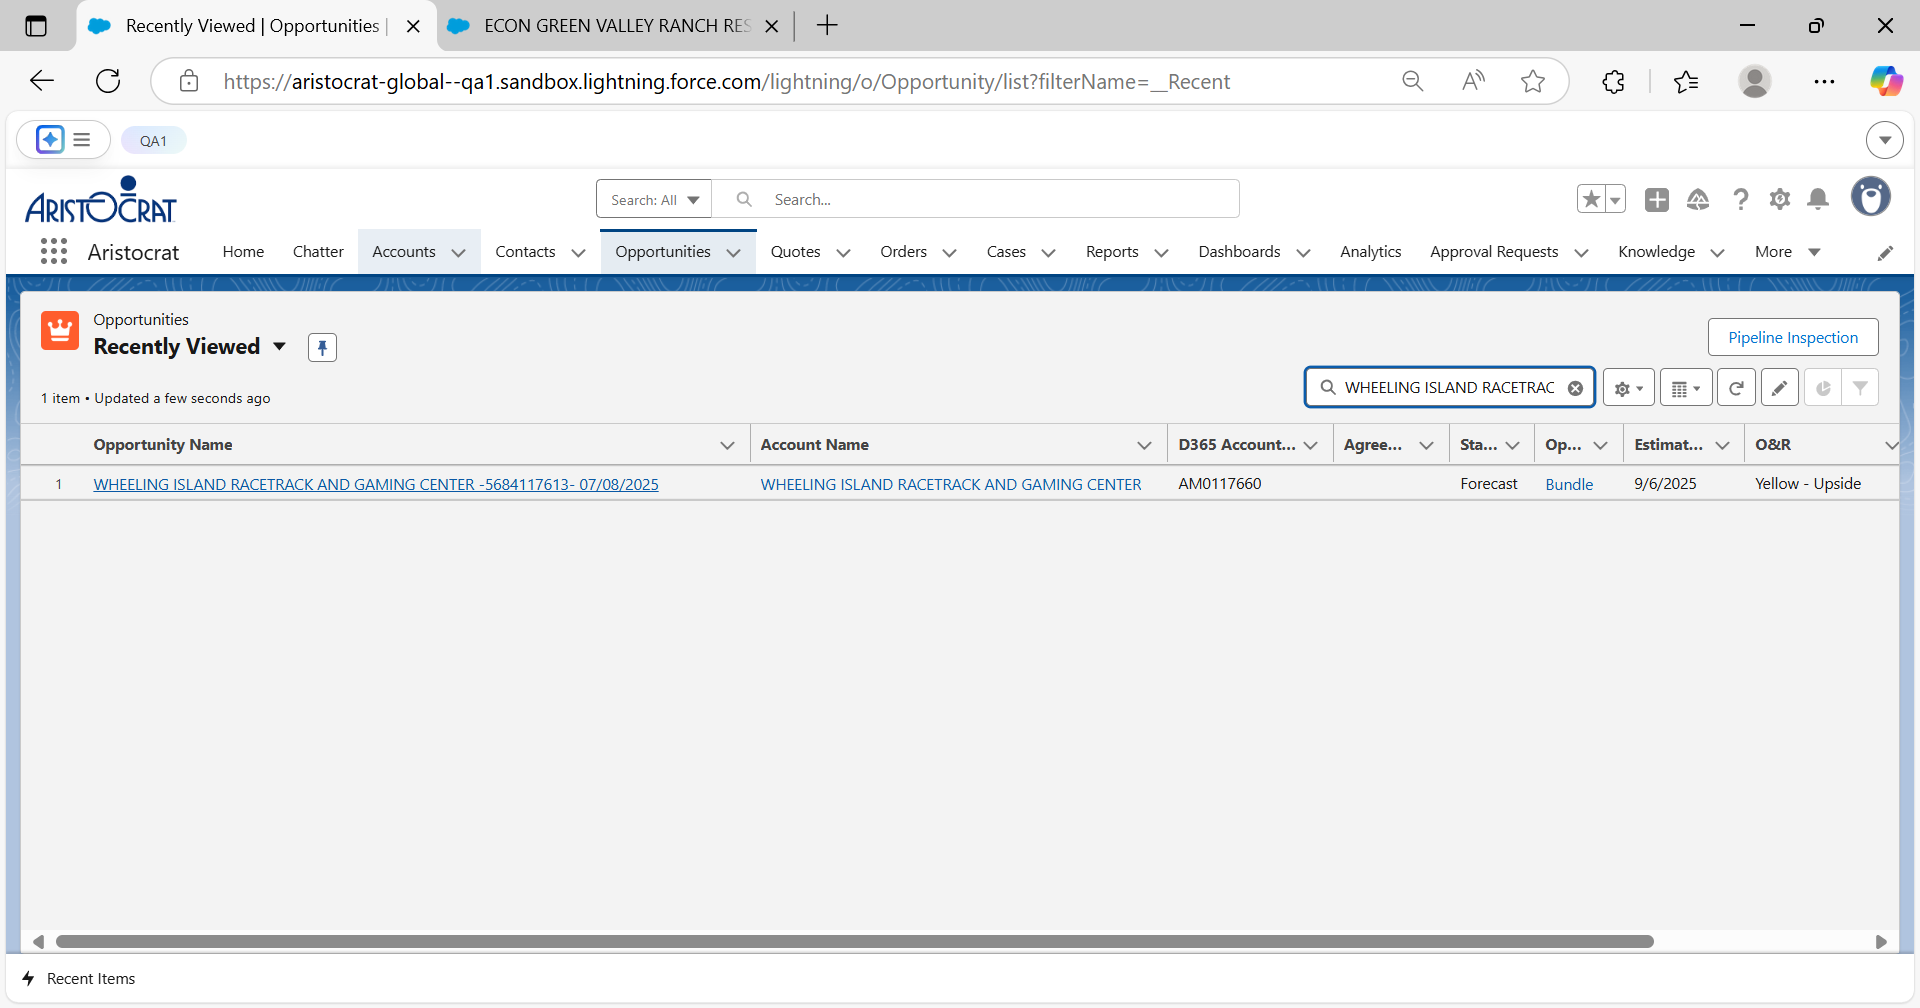 Recently Viewed | Opportunities |
ECON GREEN VALLEY RANCH RES
https://aristocrat-global--qa1.sandbox.lightning.force.com/lightning/o/Opportunity/list?filterName=__Recent
QA1
ARISTOCRAT
Search: All
Search...
Aristocrat
Home
Chatter
Accounts
Contacts
Opportunities
Quotes
Orders
Cases
Reports
Dashboards
Analytics
Approval Requests
Knowledge
More
Opportunities
Recently Viewed
Pipeline Inspection
1 item • Updated a few seconds ago
WHEELING ISLAND RACETRAC
Opportunity Name
Account Name
D365 Account...
Agree...
Sta...
Op...
Estimat...
O&R
1
WHEELING ISLAND RACETRACK AND GAMING CENTER -5684117613- 07/08/2025
WHEELING ISLAND RACETRACK AND GAMING CENTER
AM0117660
Forecast
Bundle
9/6/2025
Yellow - Upside
Recent Items